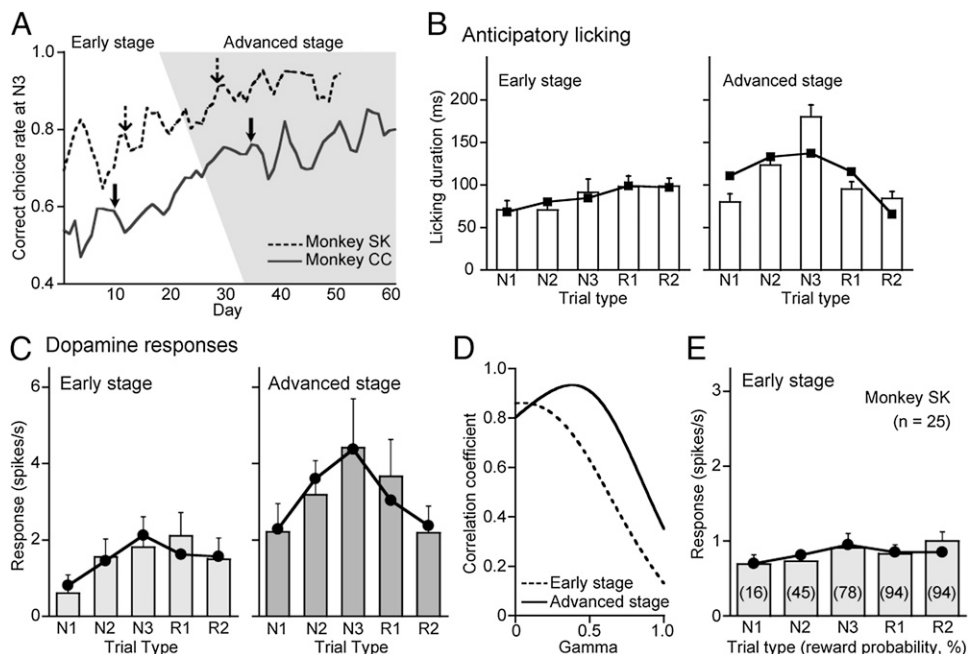 A
Early stage
Advanced stage
Correct choice rate at N3
1.0
0.8
0.6
0.4
10
20
30
40
50
60
Day
Monkey SK
Monkey CC
B
Anticipatory licking
Early stage
Advanced stage
Licking duration (ms)
200
150
100
50
0
N1 N2 N3 R1 R2
Trial type
N1 N2 N3 R1 R2
Trial type
C
Dopamine responses
Early stage
Advanced stage
Response (spikes/s)
6
4
2
0
N1 N2 N3 R1 R2
Trial Type
N1 N2 N3 R1 R2
Trial Type
D
Correlation coefficient
1.0
0.8
0.6
0.4
0.2
0
Early stage
Advanced stage
0 0.5 1.0
Gamma
E
Early stage
Monkey SK
(n = 25)
Response (spikes/s)
3
2
1
0
(16) (45) (78) (94) (94)
N1 N2 N3 R1 R2
Trial type (reward probability, %)